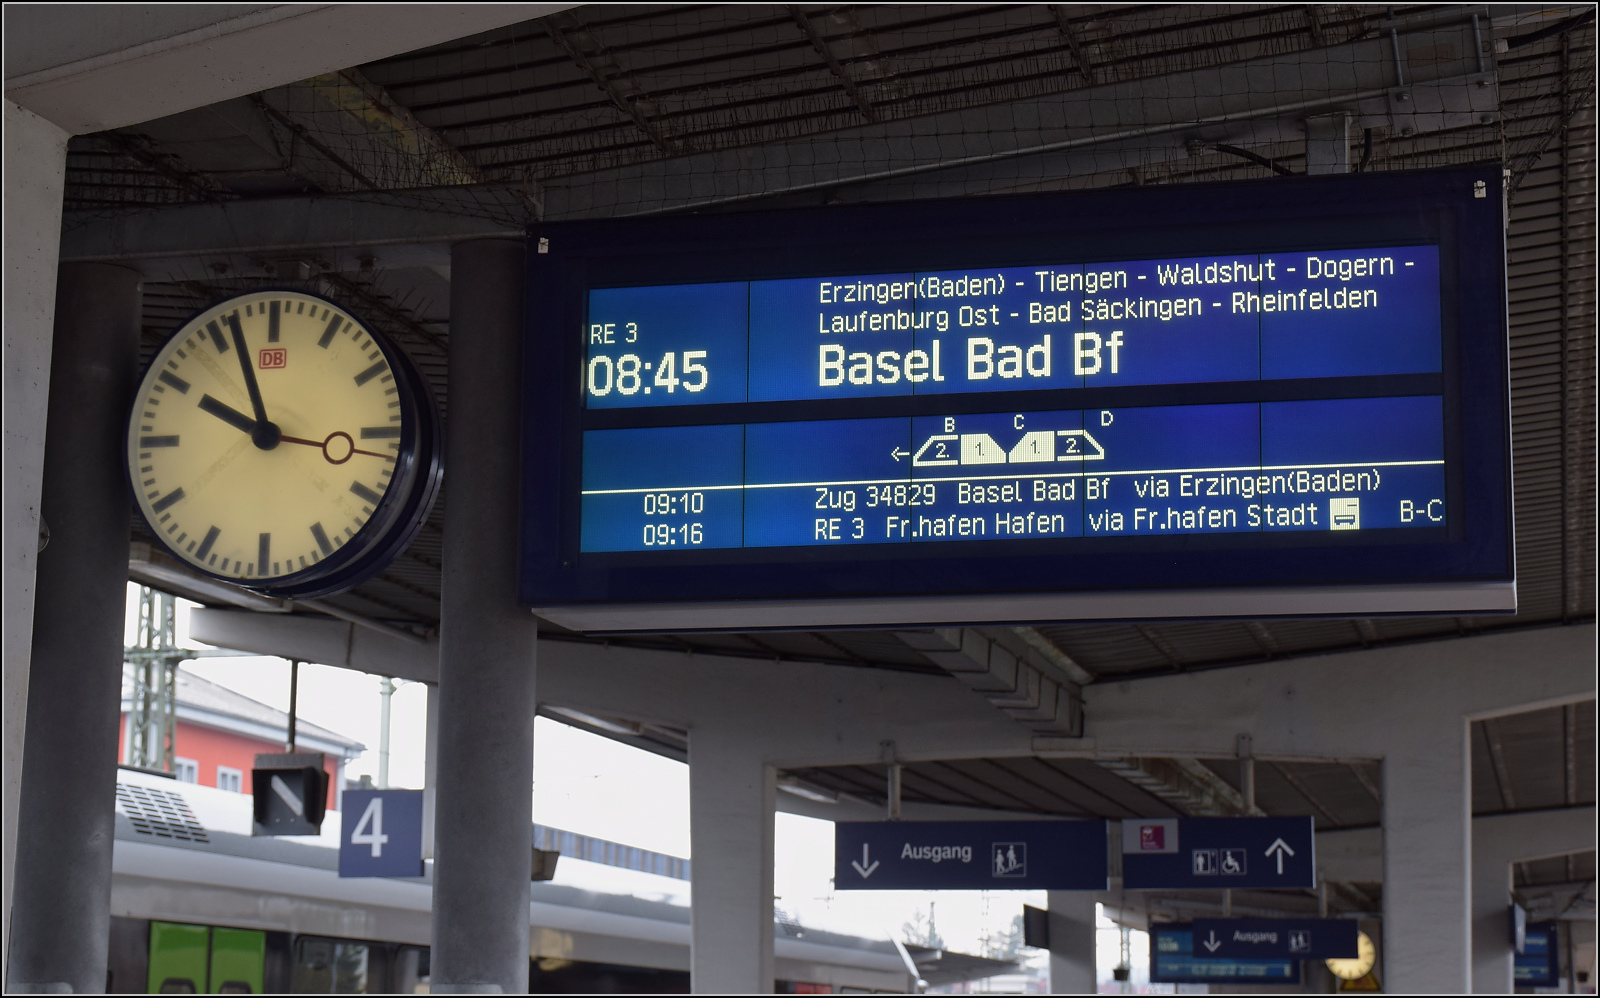 DB
Erzingen(Baden) - Tiengen - Waldshut - Dogern -
Laufenburg Ost - Bad Säckingen - Rheinfelden
RE 3
08:45 Basel Bad Bf
B C D
2. 1. 1. 2.
09:10 Zug 34829 Basel Bad Bf via Erzingen(Baden)
09:16 RE 3 Fr.hafen Hafen via Fr.hafen Stadt B-C
4
Ausgang
Ausgang